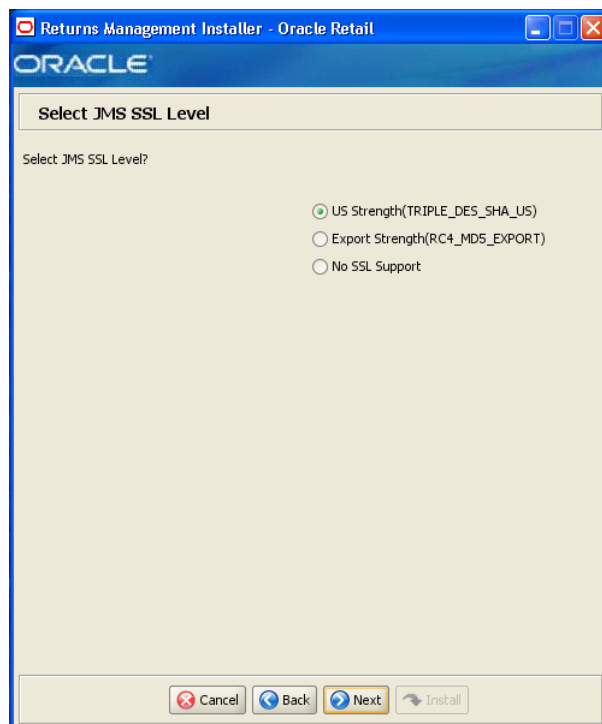 Returns Management Installer - Oracle Retail
ORACLE
Select JMS SSL Level
Select JMS SSL Level?
US Strength(TRIPLE_DES_SHA_US)
Export Strength(RC4_MD5_EXPORT)
No SSL Support
Cancel Back Next Install